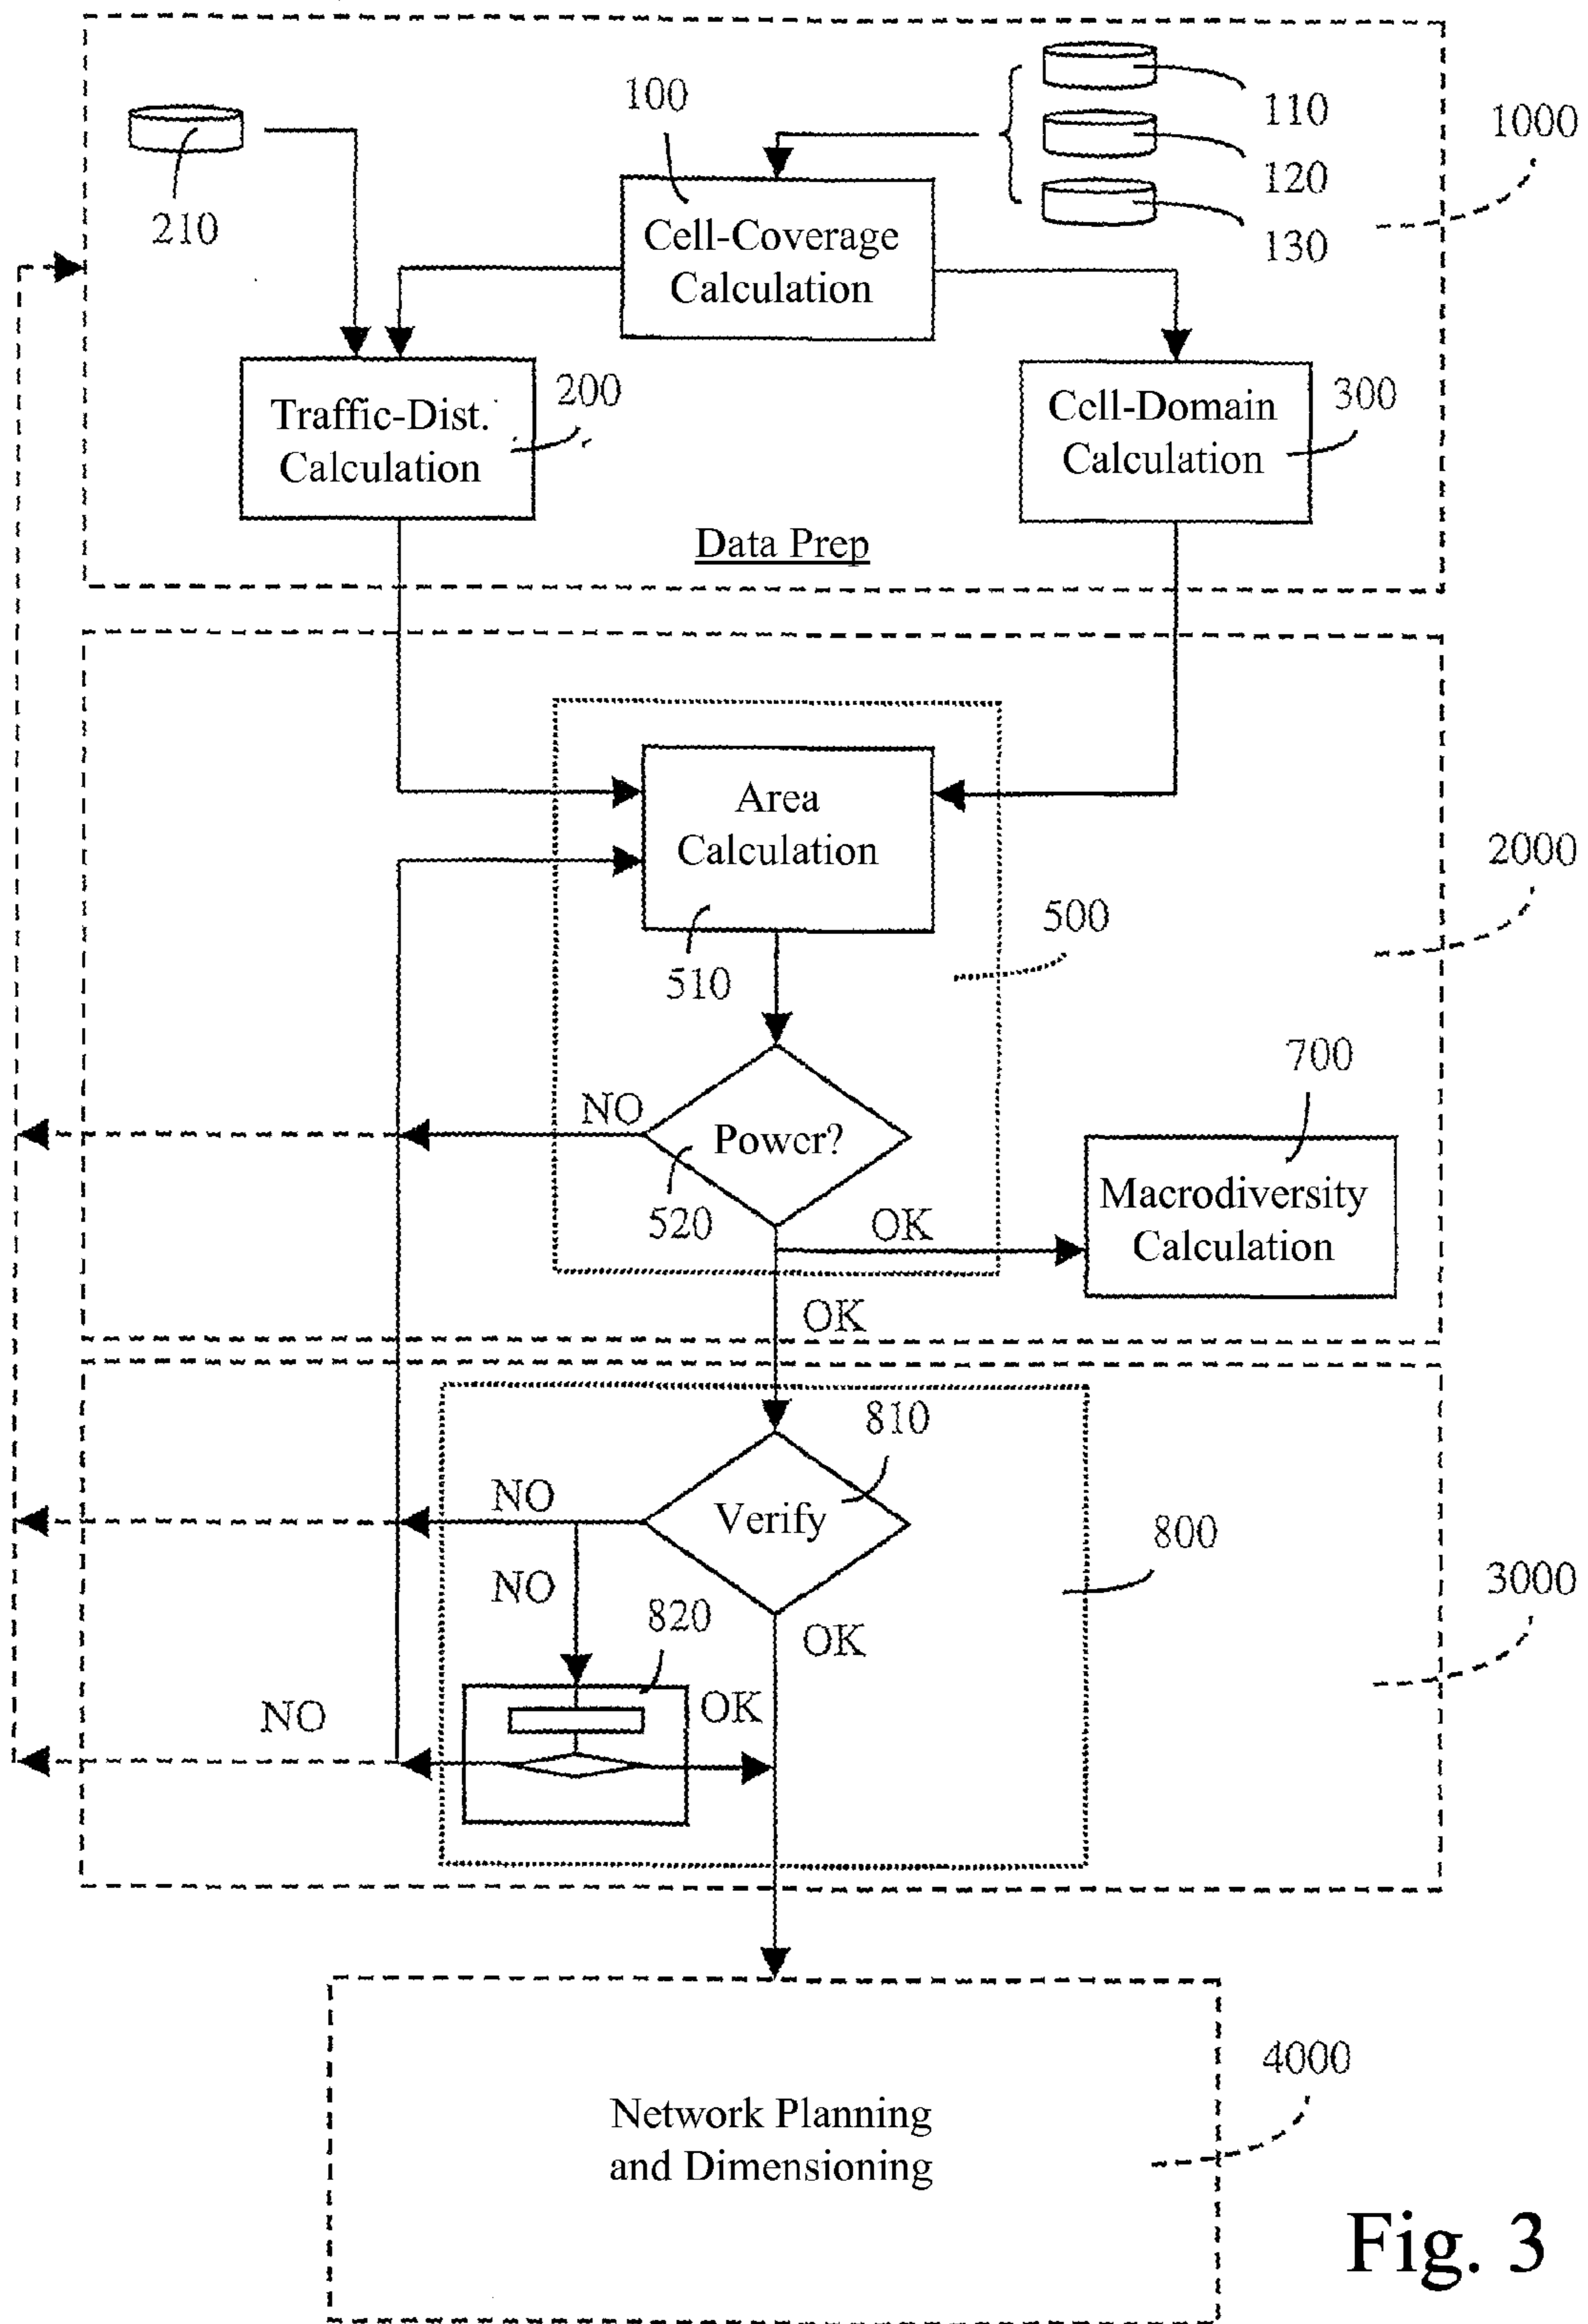 100
110
1000
120
210
130
Cell-Coverage
Calculation
Traffic-Dist.
Calculation
200
Cell-Domain
Calculation
300
Data Prep
Area
Calculation
2000
500
510
700
NO
Power?
520
OK
Macrodiversity
Calculation
OK
810
NO
Verify
800
NO
3000
820
OK
OK
NO
4000
Network Planning
and Dimensioning
Fig. 3